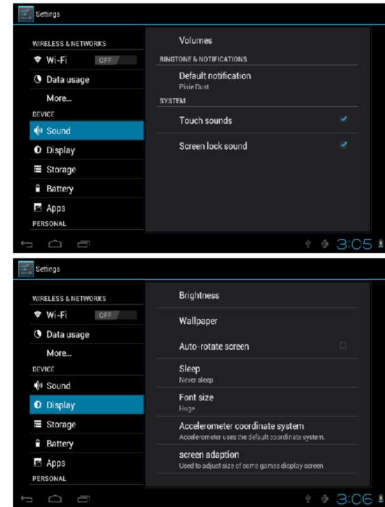 Settings
WIRELESS & NETWORKS
Wi-Fi OFF
Data usage
More...
DEVICE
Sound
Display
Storage
Battery
Apps
PERSONAL
Volumes
RINGTONE & NOTIFICATIONS
Default notification
Pixie Dust
SYSTEM
Touch sounds
Screen lock sound
3:05
Settings
WIRELESS & NETWORKS
Wi-Fi OFF
Data usage
More...
DEVICE
Sound
Display
Storage
Battery
Apps
PERSONAL
Brightness
Wallpaper
Auto-rotate screen
Sleep
Never sleep
Font size
Huge
Accelerometer coordinate system
Accelerometer uses the default coordinate system.
screen adaption
Used to adjust size of some games display screen
3:06